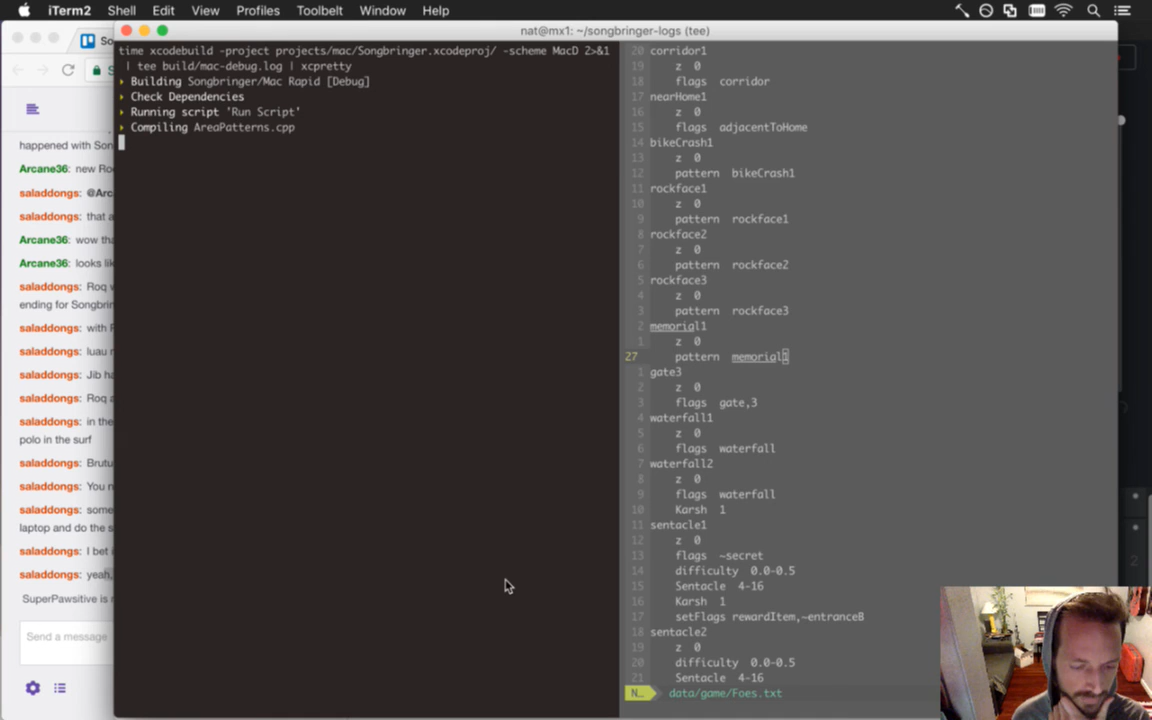 iTerm2 Shell Edit View Profiles Toolbelt Window Help
nat@mx1: ~/songbringer-logs (tee)
So
happened with Son
Arcane36: new Ro
saladdongs: @Arc
saladdongs: that a
Arcane36: wow tha
Arcane36: looks lik
saladdongs: Roq w
ending for Songbrin
saladdongs: with R
saladdongs: luau r
saladdongs: Jib ha
saladdongs: Roq a
saladdongs: in the
polo in the surf
saladdongs: Brutu
saladdongs: You n
saladdongs: some
laptop and do the s
saladdongs: I bet i
saladdongs: yeah,
SuperPawsitive is n
Send a message
time xcodebuild -project projects/mac/Songbringer.xcodeproj/ -scheme MacD 2>&1
| tee build/mac-debug.log | xcpretty
Building Songbringer/Mac Rapid [Debug]
Check Dependencies
Running script 'Run Script'
Compiling AreaPatterns.cpp
20 corridor1
19 z 0
18 flags corridor
17 nearHome1
16 z 0
15 flags adjacentToHome
14 bikeCrash1
13 z 0
12 pattern bikeCrash1
11 rockface1
10 z 0
9 pattern rockface1
8 rockface2
7 z 0
6 pattern rockface2
5 rockface3
4 z 0
3 pattern rockface3
2 memorial1
1 z 0
27 pattern memorial1
1 gate3
2 z 0
3 flags gate,3
4 waterfall1
5 z 0
6 flags waterfall
7 waterfall2
8 z 0
9 flags waterfall
10 Karsh 1
11 sentacle1
12 z 0
13 flags ~secret
14 difficulty 0.0-0.5
15 Sentacle 4-16
16 Karsh 1
17 setFlags rewardItem,~entranceB
18 sentacle2
19 z 0
20 difficulty 0.0-0.5
21 Sentacle 4-16
N... data/game/Foes.txt
2